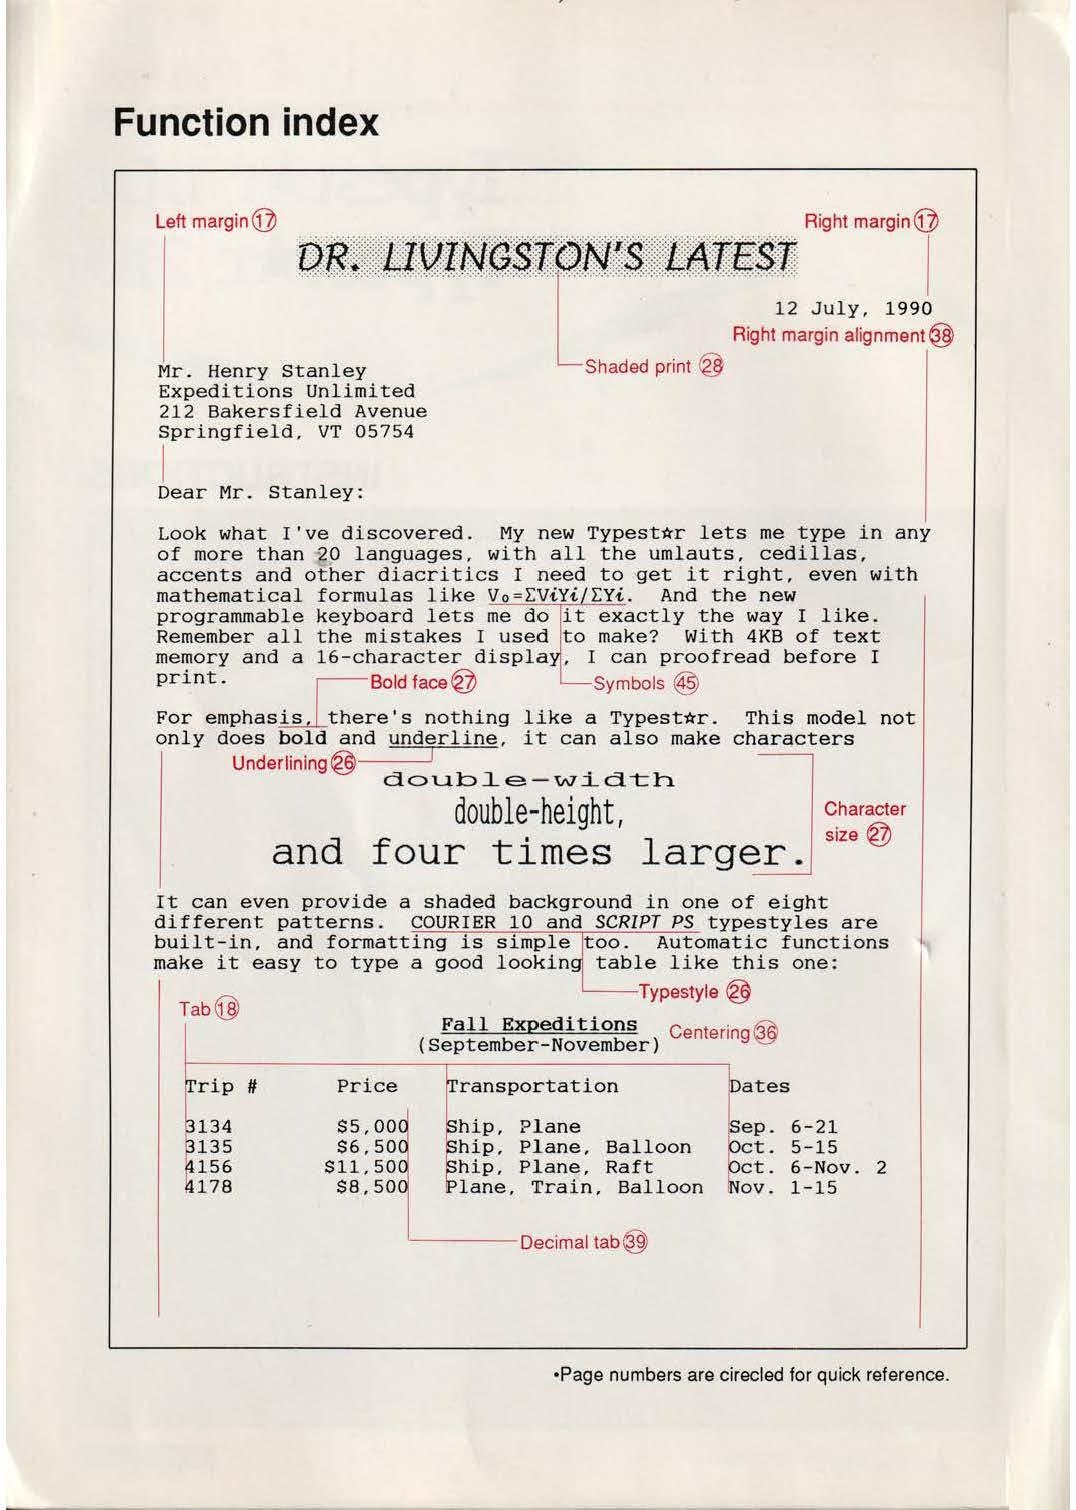 Function index
Left margin 17
Right margin 17
DR. LIVINGSTON'S LATEST
12 July, 1990
Right margin alignment 38
Shaded print 28
Mr. Henry Stanley
Expeditions Unlimited
212 Bakersfield Avenue
Springfield, VT 05754
Dear Mr. Stanley:
Look what I've discovered. My new Typest☆r lets me type in any
of more than 20 languages, with all the umlauts, cedillas,
accents and other diacritics I need to get it right, even with
mathematical formulas like V₀=ΣViYi/ΣYi. And the new
programmable keyboard lets me do it exactly the way I like.
Remember all the mistakes I used to make? With 4KB of text
memory and a 16-character display, I can proofread before I
print.
Bold face 27
Symbols 45
For emphasis, there's nothing like a Typest☆r. This model not
only does bold and underline, it can also make characters
Underlining 26
double-width
double-height,
Character
size 27
and four times larger.
It can even provide a shaded background in one of eight
different patterns. COURIER 10 and SCRIPT PS typestyles are
built-in, and formatting is simple too. Automatic functions
make it easy to type a good looking table like this one:
Typestyle 26
Tab 18
Fall Expeditions
Centering 36
(September-November)
Trip # Price Transportation Dates
3134 $5,000 Ship, Plane Sep. 6-21
3135 $6,500 Ship, Plane, Balloon Oct. 5-15
4156 $11,500 Ship, Plane, Raft Oct. 6-Nov. 2
4178 $8,500 Plane, Train, Balloon Nov. 1-15
Decimal tab 39
•Page numbers are cirecled for quick reference.